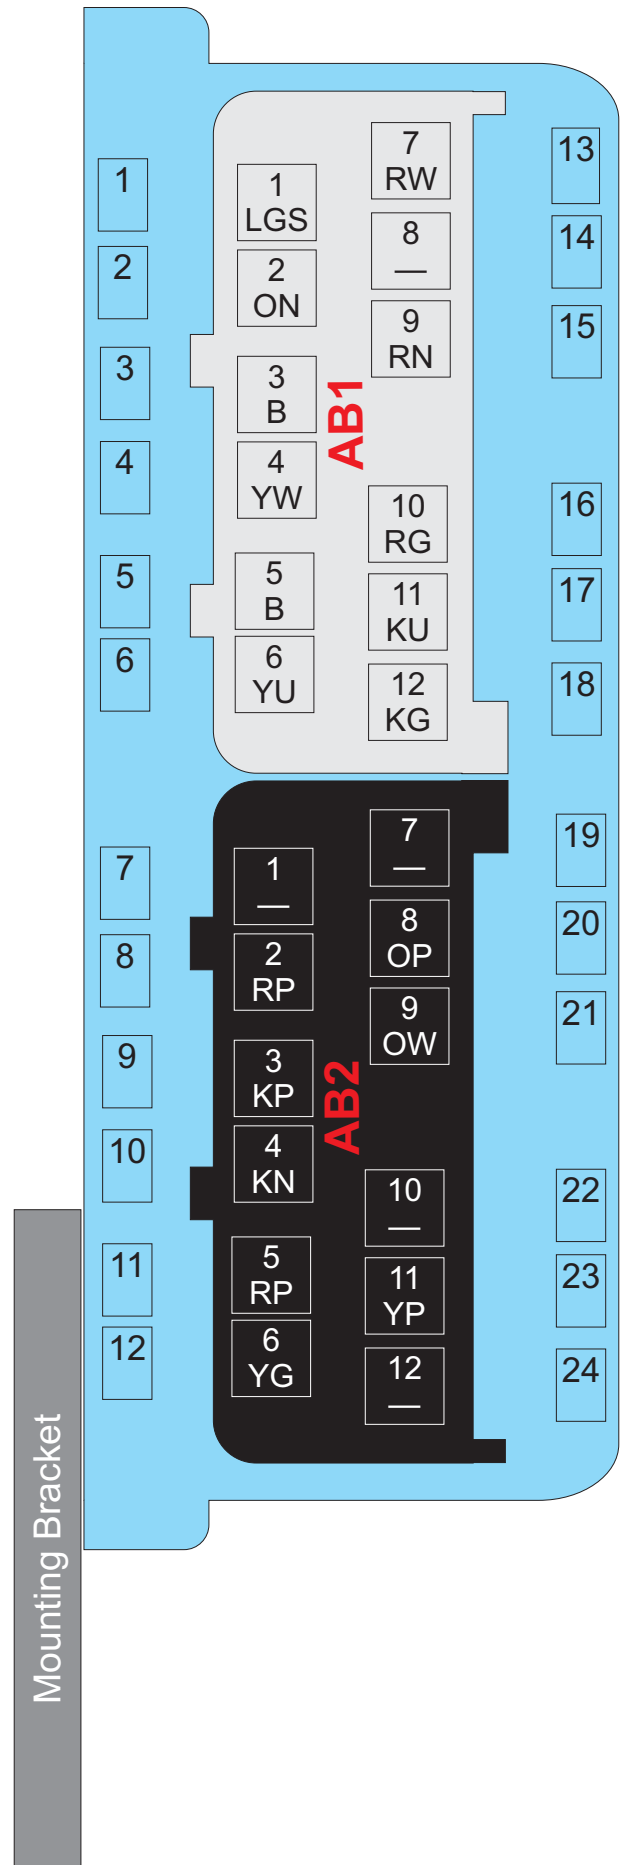 1
2
3
4
5
6
7
8
9
10
11
12
1
LGS
2
ON
3
B
4
YW
5
B
6
YU
AB1
7
RW
8
—
9
RN
10
RG
11
KU
12
KG
1
—
2
RP
3
KP
4
KN
5
RP
6
YG
AB2
7
—
8
OP
9
OW
10
—
11
YP
12
—
13
14
15
16
17
18
19
20
21
22
23
24
Mounting Bracket